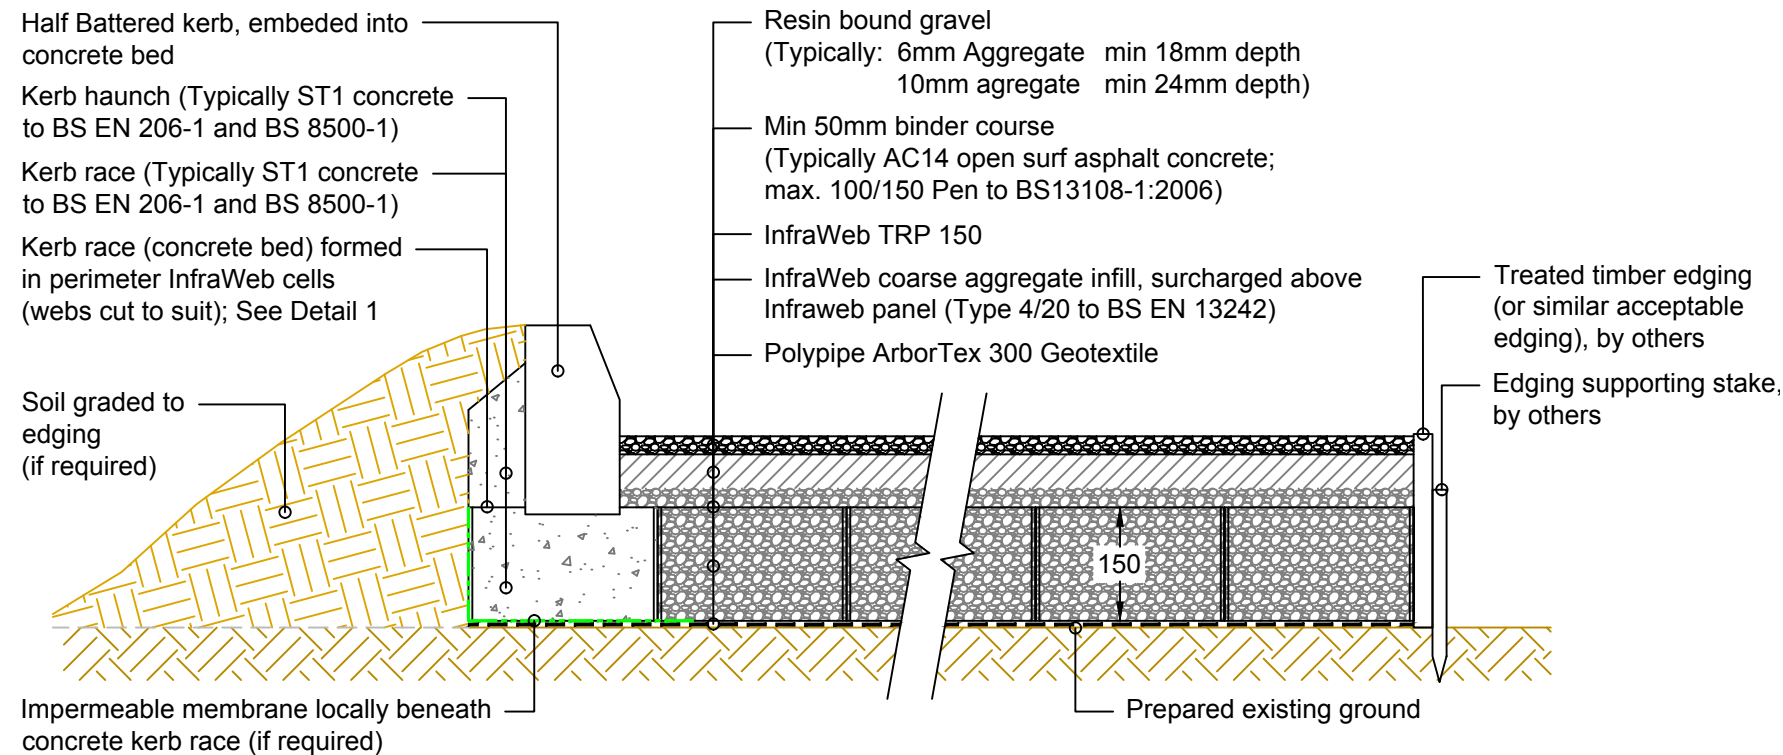 Half Battered kerb, embeded into
concrete bed
Kerb haunch (Typically ST1 concrete
to BS EN 206-1 and BS 8500-1)
Kerb race (Typically ST1 concrete
to BS EN 206-1 and BS 8500-1)
Kerb race (concrete bed) formed
in perimeter InfraWeb cells
(webs cut to suit); See Detail 1
Soil graded to
edging
(if required)
Impermeable membrane locally beneath
concrete kerb race (if required)
Resin bound gravel
(Typically: 6mm Aggregate min 18mm depth
10mm agregate min 24mm depth)
Min 50mm binder course
(Typically AC14 open surf asphalt concrete;
max. 100/150 Pen to BS13108-1:2006)
InfraWeb TRP 150
InfraWeb coarse aggregate infill, surcharged above
Infraweb panel (Type 4/20 to BS EN 13242)
Polypipe ArborTex 300 Geotextile
150
Treated timber edging
(or similar acceptable
edging), by others
Edging supporting stake,
by others
Prepared existing ground